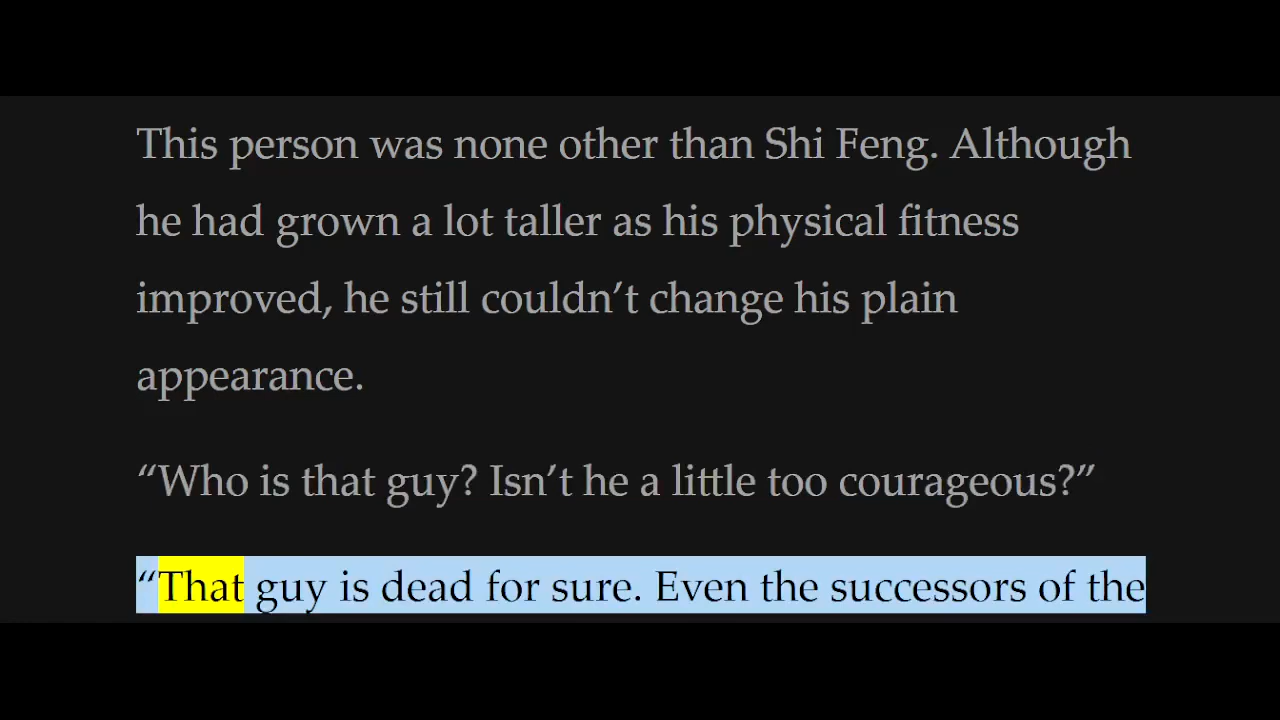 This person was none other than Shi Feng. Although
he had grown a lot taller as his physical fitness
improved, he still couldn’t change his plain
appearance.
“Who is that guy? Isn’t he a little too courageous?”
“That guy is dead for sure. Even the successors of the